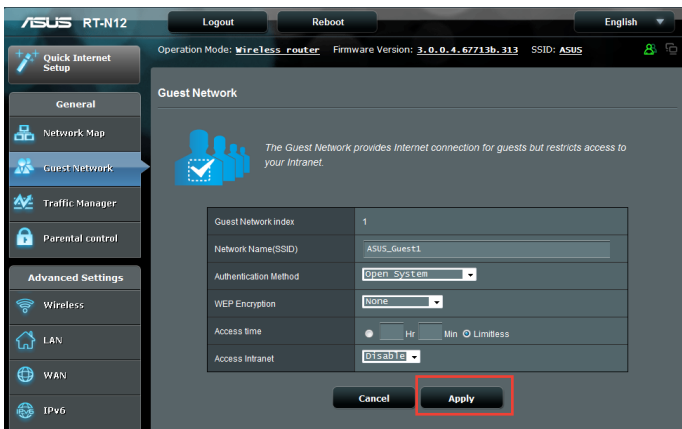 ASUS RT-N12
Logout
Reboot
English
Operation Mode: Wireless router Firmware Version: 3.0.0.4.67713b.313 SSID: ASUS
Quick Internet
Setup
General
Network Map
Guest Network
Traffic Manager
Parental control
Advanced Settings
Wireless
LAN
WAN
IPv6
Guest Network
The Guest Network provides Internet connection for guests but restricts access to
your Intranet.
Guest Network index 1
Network Name(SSID) ASUS_Guest1
Authentication Method Open System
WEP Encryption None
Access time Hr Min Limitless
Access Intranet Disable
Cancel
Apply